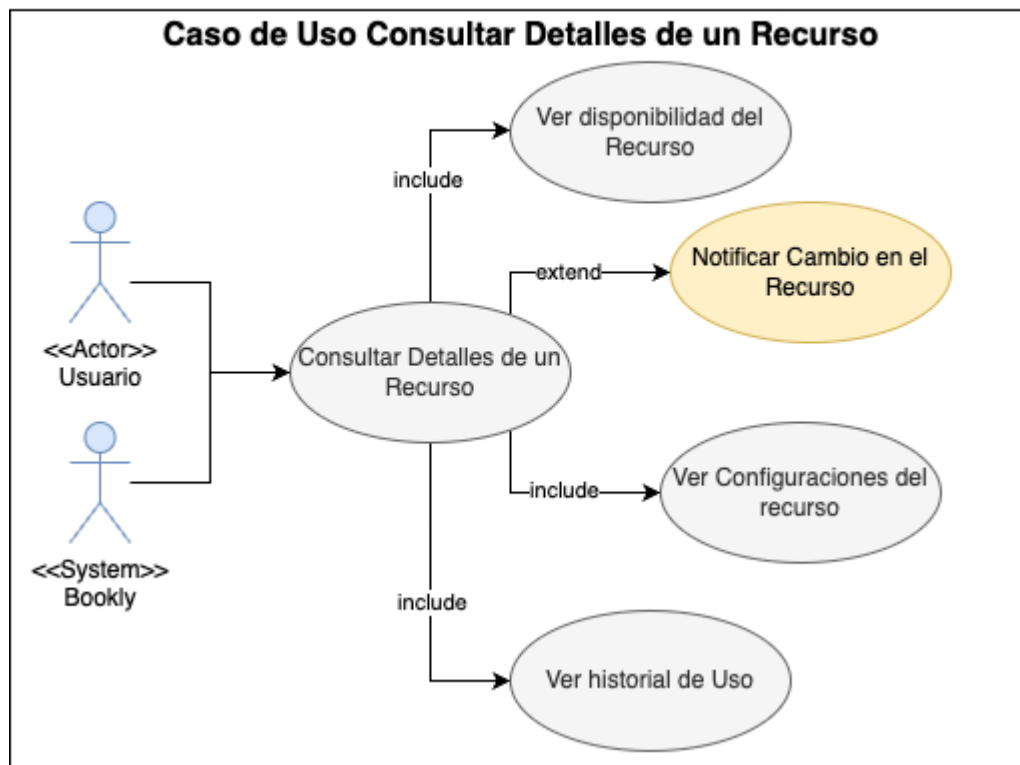 Caso de Uso Consultar Detalles de un Recurso
Ver disponibilidad del
Recurso
include
Notificar Cambio en el
Recurso
extend
<<Actor>>
Usuario
Consultar Detalles de un
Recurso
Ver Configuraciones del
recurso
include
<<System>>
Bookly
include
Ver historial de Uso